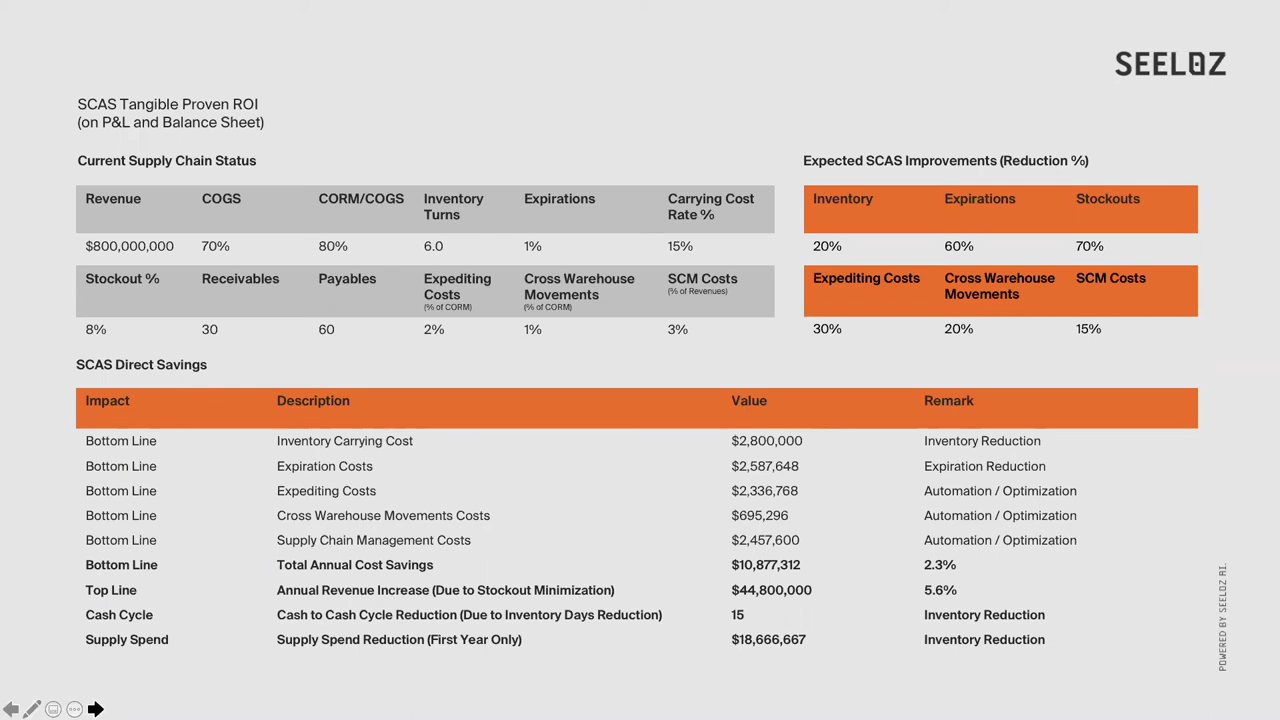 SEELOZ
SCAS Tangible Proven ROI
(on P&L and Balance Sheet)
Current Supply Chain Status
Revenue COGS CORM/COGS Inventory Turns Expirations Carrying Cost Rate %
$800,000,000 70% 80% 6.0 1% 15%
Stockout % Receivables Payables Expediting Costs (% of CORM) Cross Warehouse Movements (% of CORM) SCM Costs (% of Revenues)
8% 30 60 2% 1% 3%
Expected SCAS Improvements (Reduction %)
Inventory Expirations Stockouts
20% 60% 70%
Expediting Costs Cross Warehouse Movements SCM Costs
30% 20% 15%
SCAS Direct Savings
Impact Description Value Remark
Bottom Line Inventory Carrying Cost $2,800,000 Inventory Reduction
Bottom Line Expiration Costs $2,587,648 Expiration Reduction
Bottom Line Expediting Costs $2,336,768 Automation / Optimization
Bottom Line Cross Warehouse Movements Costs $695,296 Automation / Optimization
Bottom Line Supply Chain Management Costs $2,457,600 Automation / Optimization
Bottom Line Total Annual Cost Savings $10,877,312 2.3%
Top Line Annual Revenue Increase (Due to Stockout Minimization) $44,800,000 5.6%
Cash Cycle Cash to Cash Cycle Reduction (Due to Inventory Days Reduction) 15 Inventory Reduction
Supply Spend Supply Spend Reduction (First Year Only) $18,666,667 Inventory Reduction
POWERED BY SEELOZ AI.